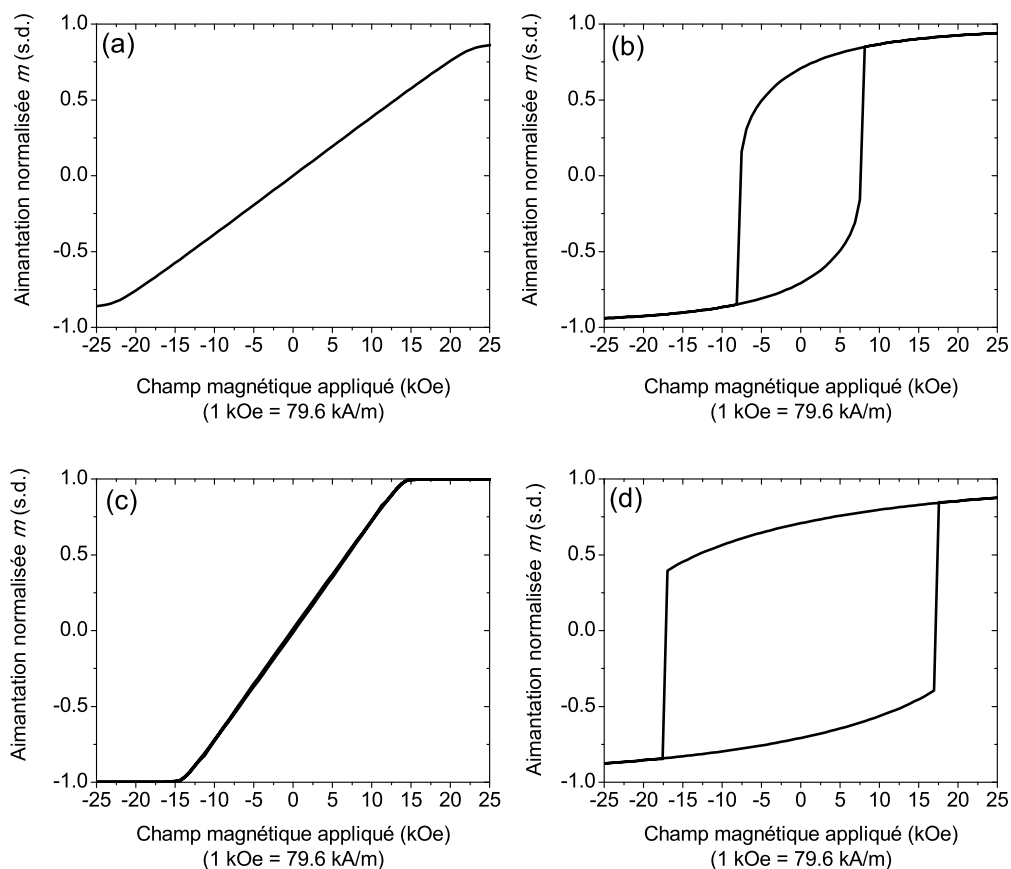 (a)
Aimantation normalisée m (s.d.)
1.0
0.5
0.0
-0.5
-1.0
-25 -20 -15 -10 -5 0 5 10 15 20 25
Champ magnétique appliqué (kOe)
(1 kOe = 79.6 kA/m)
(b)
Aimantation normalisée m (s.d.)
1.0
0.5
0.0
-0.5
-1.0
-25 -20 -15 -10 -5 0 5 10 15 20 25
Champ magnétique appliqué (kOe)
(1 kOe = 79.6 kA/m)
(c)
Aimantation normalisée m (s.d.)
1.0
0.5
0.0
-0.5
-1.0
-25 -20 -15 -10 -5 0 5 10 15 20 25
Champ magnétique appliqué (kOe)
(1 kOe = 79.6 kA/m)
(d)
Aimantation normalisée m (s.d.)
1.0
0.5
0.0
-0.5
-1.0
-25 -20 -15 -10 -5 0 5 10 15 20 25
Champ magnétique appliqué (kOe)
(1 kOe = 79.6 kA/m)